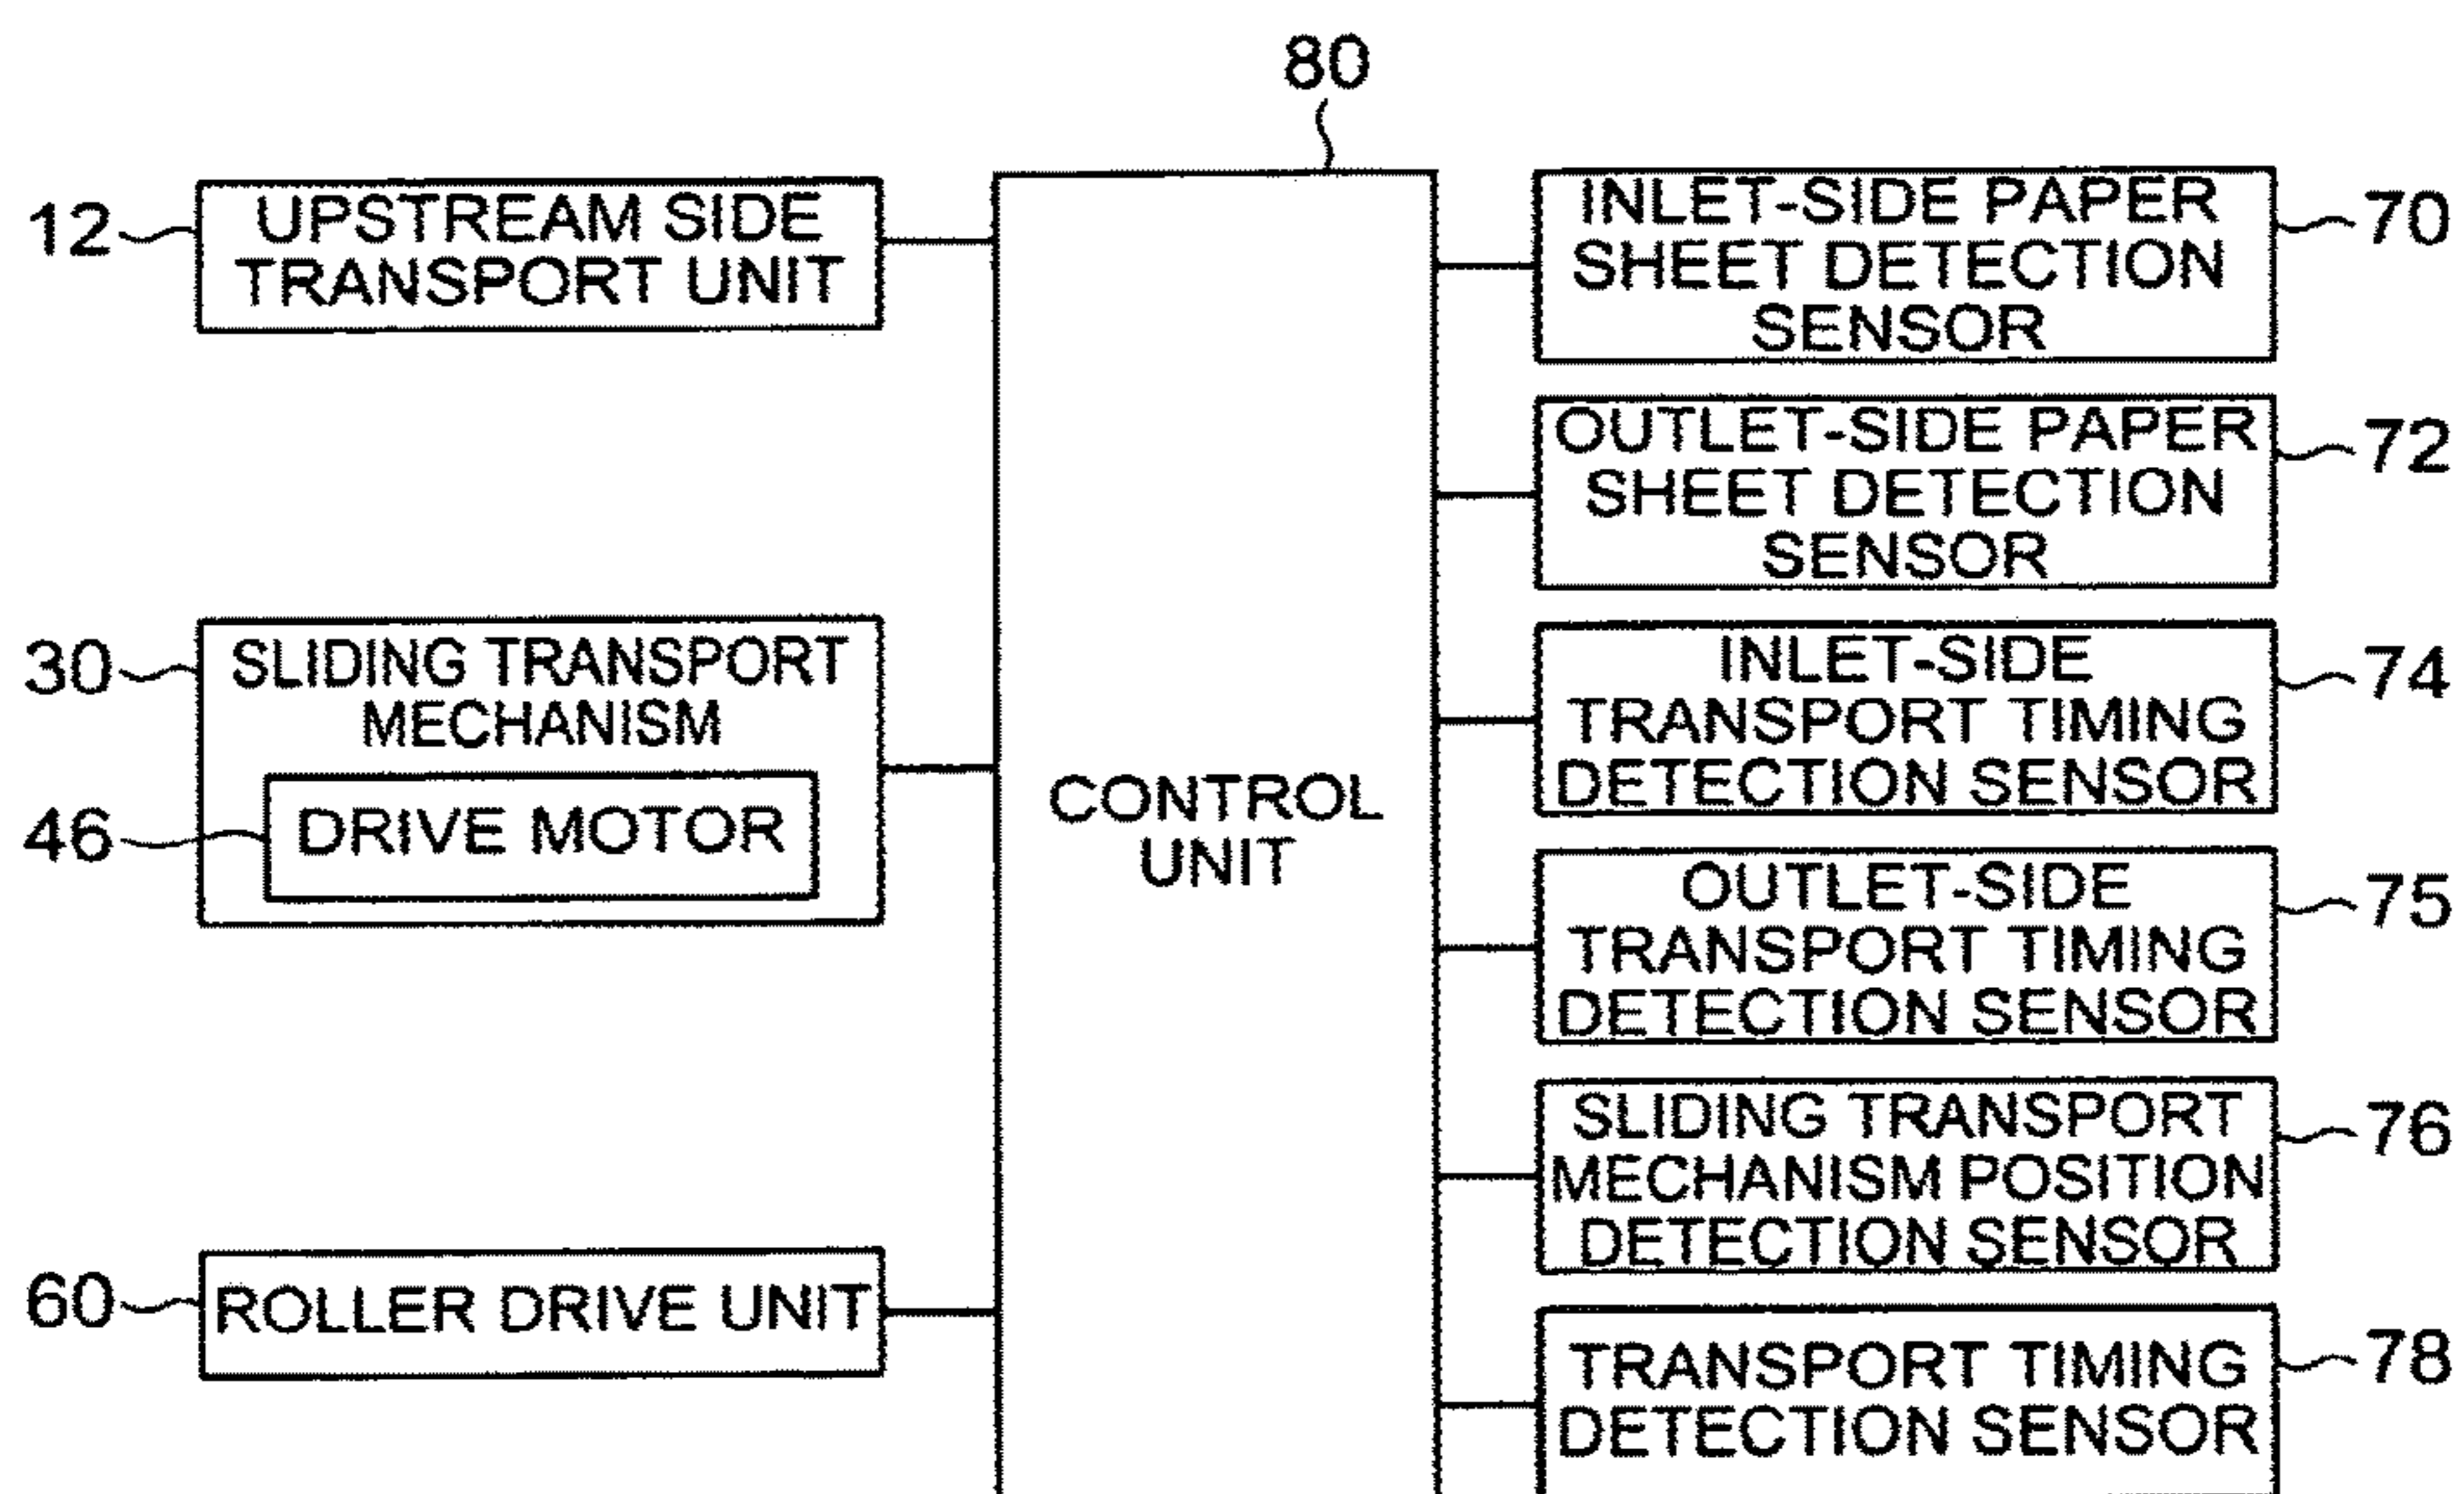 80
12
UPSTREAM SIDE
TRANSPORT UNIT
30
SLIDING TRANSPORT
MECHANISM
46
DRIVE MOTOR
60
ROLLER DRIVE UNIT
CONTROL
UNIT
INLET-SIDE PAPER
SHEET DETECTION
SENSOR
70
OUTLET-SIDE PAPER
SHEET DETECTION
SENSOR
72
INLET-SIDE
TRANSPORT TIMING
DETECTION SENSOR
74
OUTLET-SIDE
TRANSPORT TIMING
DETECTION SENSOR
75
SLIDING TRANSPORT
MECHANISM POSITION
DETECTION SENSOR
76
TRANSPORT TIMING
DETECTION SENSOR
78